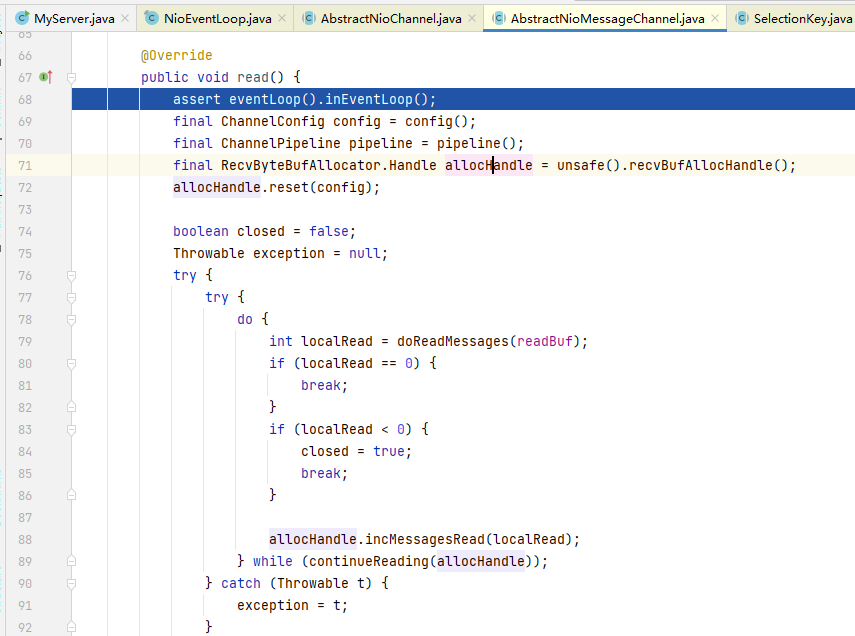 MyServer.java × NioEventLoop.java × AbstractNioChannel.java × AbstractNioMessageChannel.java × SelectionKey.java
65
66 @Override
67 public void read() {
68 assert eventLoop().inEventLoop();
69 final ChannelConfig config = config();
70 final ChannelPipeline pipeline = pipeline();
71 final RecvByteBufAllocator.Handle allocHandle = unsafe().recvBufAllocHandle();
72 allocHandle.reset(config);
73
74 boolean closed = false;
75 Throwable exception = null;
76 try {
77 try {
78 do {
79 int localRead = doReadMessages(readBuf);
80 if (localRead == 0) {
81 break;
82 }
83 if (localRead < 0) {
84 closed = true;
85 break;
86 }
87
88 allocHandle.incMessagesRead(localRead);
89 } while (continueReading(allocHandle));
90 } catch (Throwable t) {
91 exception = t;
92 }